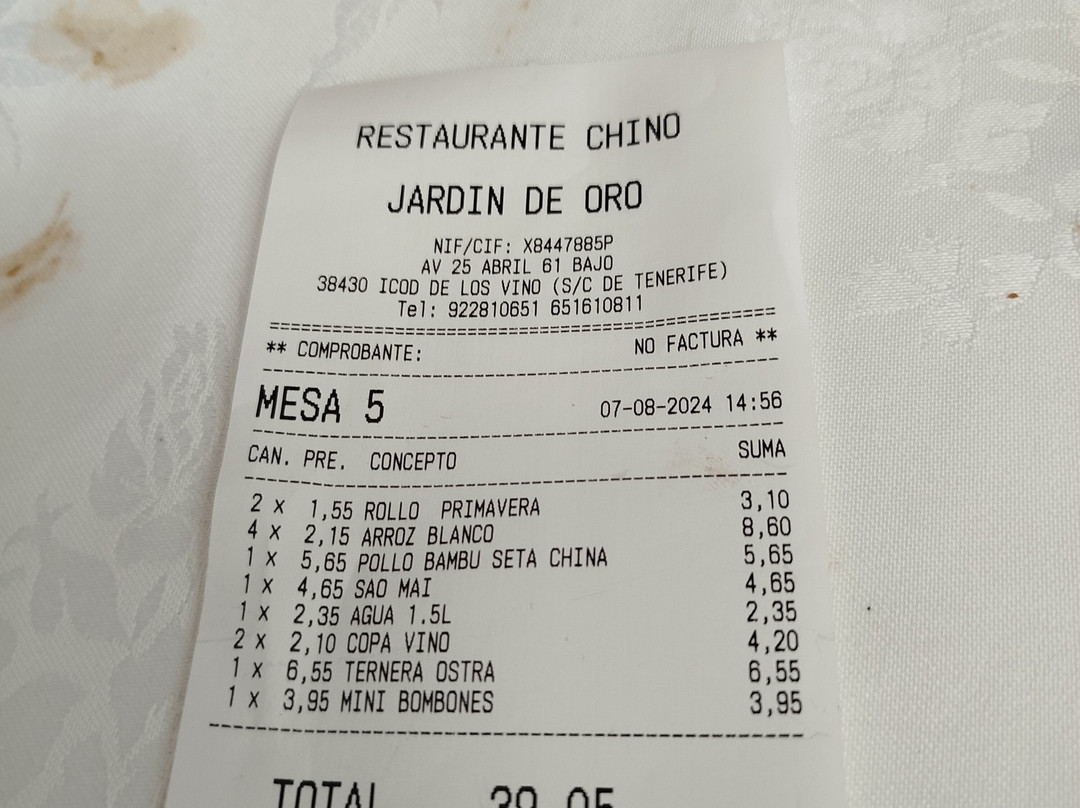 RESTAURANTE CHINO
JARDIN DE ORO
NIF/CIF: X8447885P
AV 25 ABRIL 61 BAJO
38430 ICOD DE LOS VINO (S/C DE TENERIFE)
Tel: 922810651 651610811
==================================================
** COMPROBANTE: NO FACTURA **
--------------------------------------------------
MESA 5 07-08-2024 14:56
--------------------------------------------------
CAN. PRE. CONCEPTO SUMA
--------------------------------------------------
2 x 1,55 ROLLO PRIMAVERA 3,10
4 x 2,15 ARROZ BLANCO 8,60
1 x 5,65 POLLO BAMBU SETA CHINA 5,65
1 x 4,65 SAO MAI 4,65
1 x 2,35 AGUA 1.5L 2,35
2 x 2,10 COPA VINO 4,20
1 x 6,55 TERNERA OSTRA 6,55
1 x 3,95 MINI BOMBONES 3,95
--------------------------------------------------
TOTAL 39,05